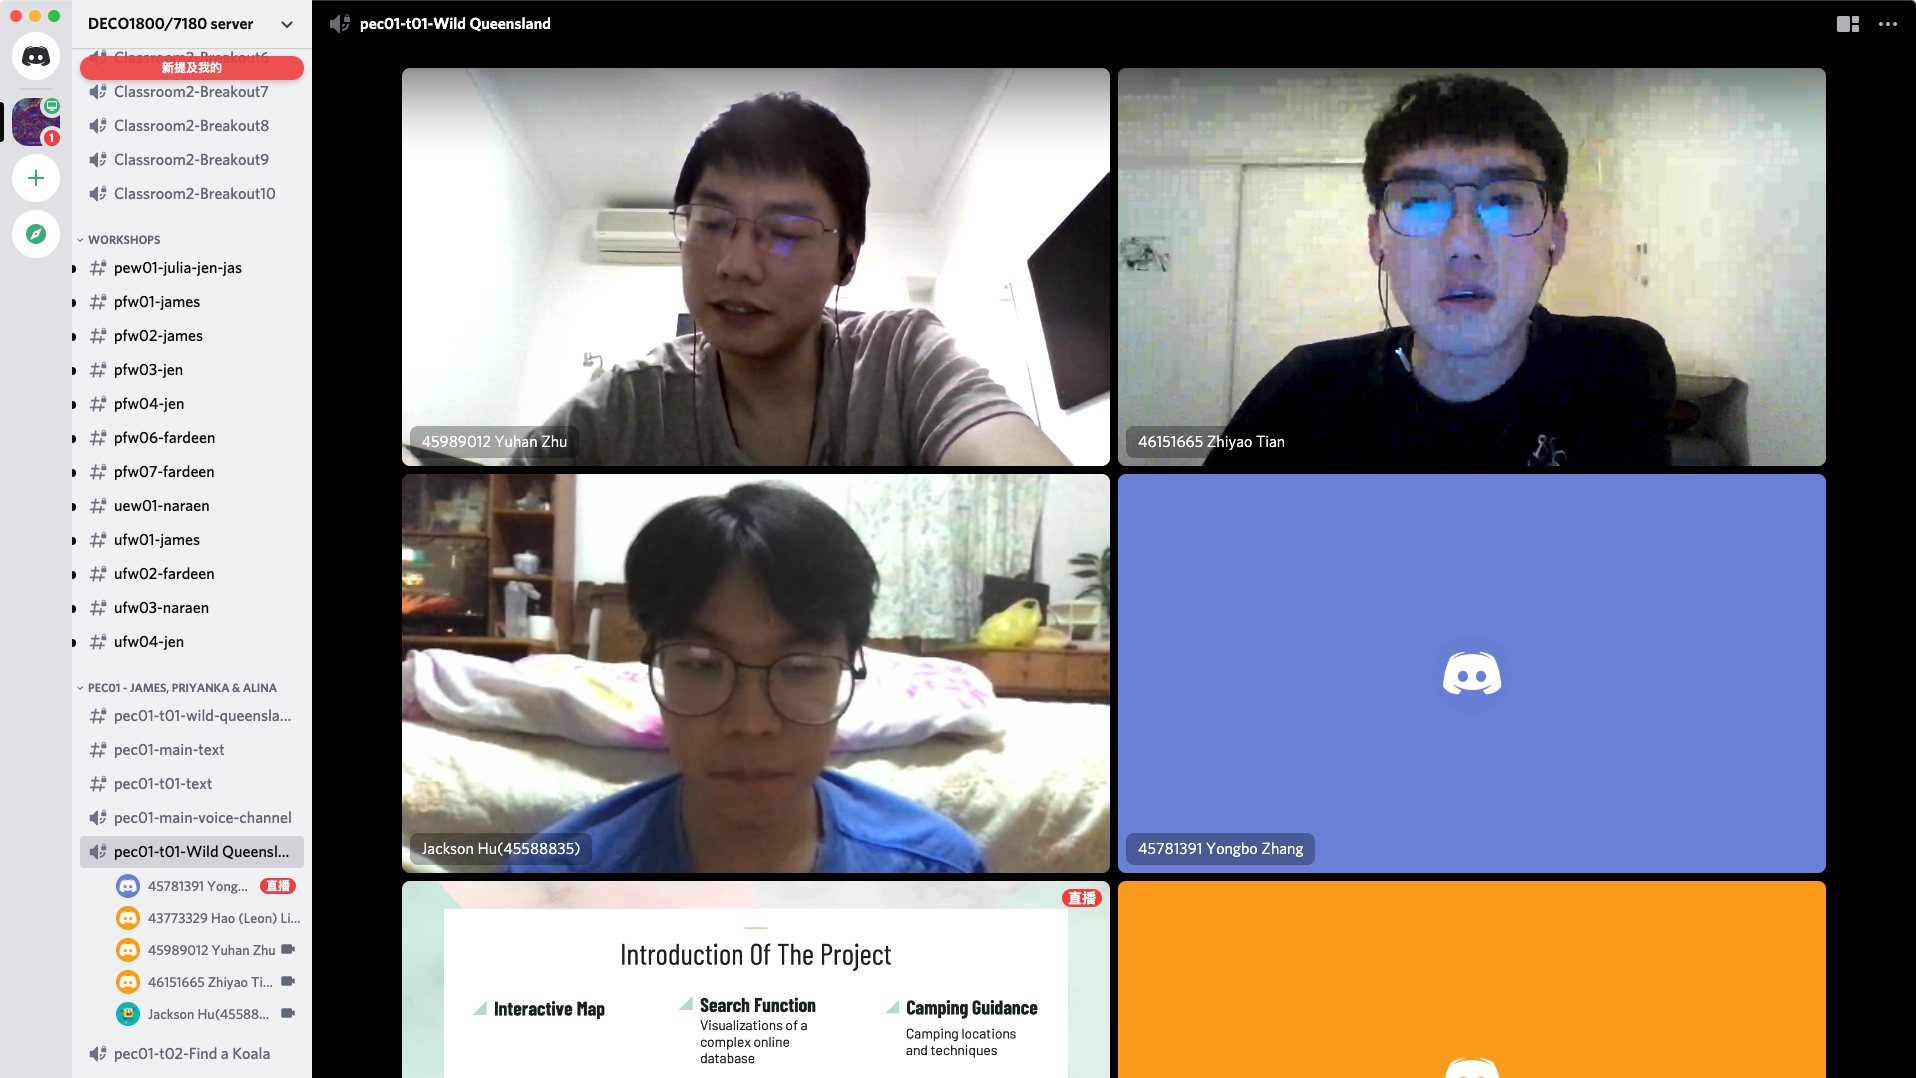 DECO1800/7180 server
Classroom2-Breakout6
新提及我的
Classroom2-Breakout7
Classroom2-Breakout8
Classroom2-Breakout9
Classroom2-Breakout10
WORKSHOPS
pew01-julia-jen-jas
pfw01-james
pfw02-james
pfw03-jen
pfw04-jen
pfw06-fardeen
pfw07-fardeen
uew01-naraen
ufw01-james
ufw02-fardeen
ufw03-naraen
ufw04-jen
PEC01 - JAMES, PRIYANKA & ALINA
pec01-t01-wild-queensla...
pec01-main-text
pec01-t01-text
pec01-main-voice-channel
pec01-t01-Wild Queensl...
45781391 Yong... 直播
43773329 Hao (Leon) Li...
45989012 Yuhan Zhu
46151665 Zhiyao Ti...
Jackson Hu(45588...
pec01-t02-Find a Koala
1
pec01-t01-Wild Queensland
45989012 Yuhan Zhu
46151665 Zhiyao Tian
Jackson Hu(45588835)
45781391 Yongbo Zhang
直播
Introduction Of The Project
Interactive Map
Search Function
Visualizations of a
complex online
database
Camping Guidance
Camping locations
and techniques